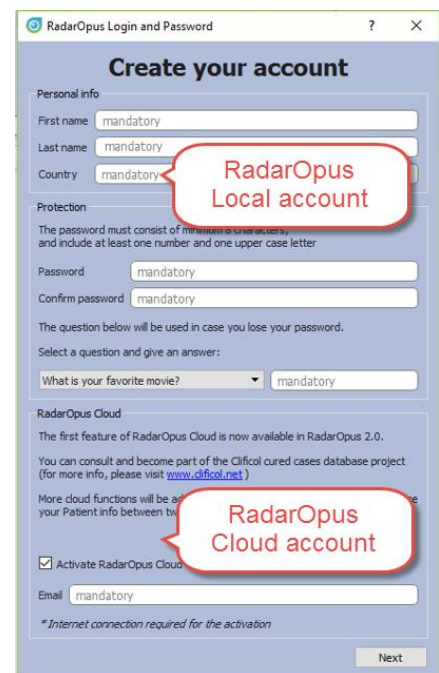 RadarOpus Login and Password ? ×
Create your account
Personal info
First name mandatory
Last name mandatory
Country mandatory
RadarOpus
Local account
Protection
The password must consist of minimum 8 characters,
and include at least one number and one upper case letter
Password mandatory
Confirm password mandatory
The question below will be used in case you lose your password.
Select a question and give an answer:
What is your favorite movie? mandatory
RadarOpus Cloud
The first feature of RadarOpus Cloud is now available in RadarOpus 2.0.
You can consult and become part of the Clificol cured cases database project
(for more info, please visit www.clificol.net )
More cloud functions will be
your Patient info between
RadarOpus
Cloud account
Activate RadarOpus Cloud
Email mandatory
* Internet connection required for the activation
Next